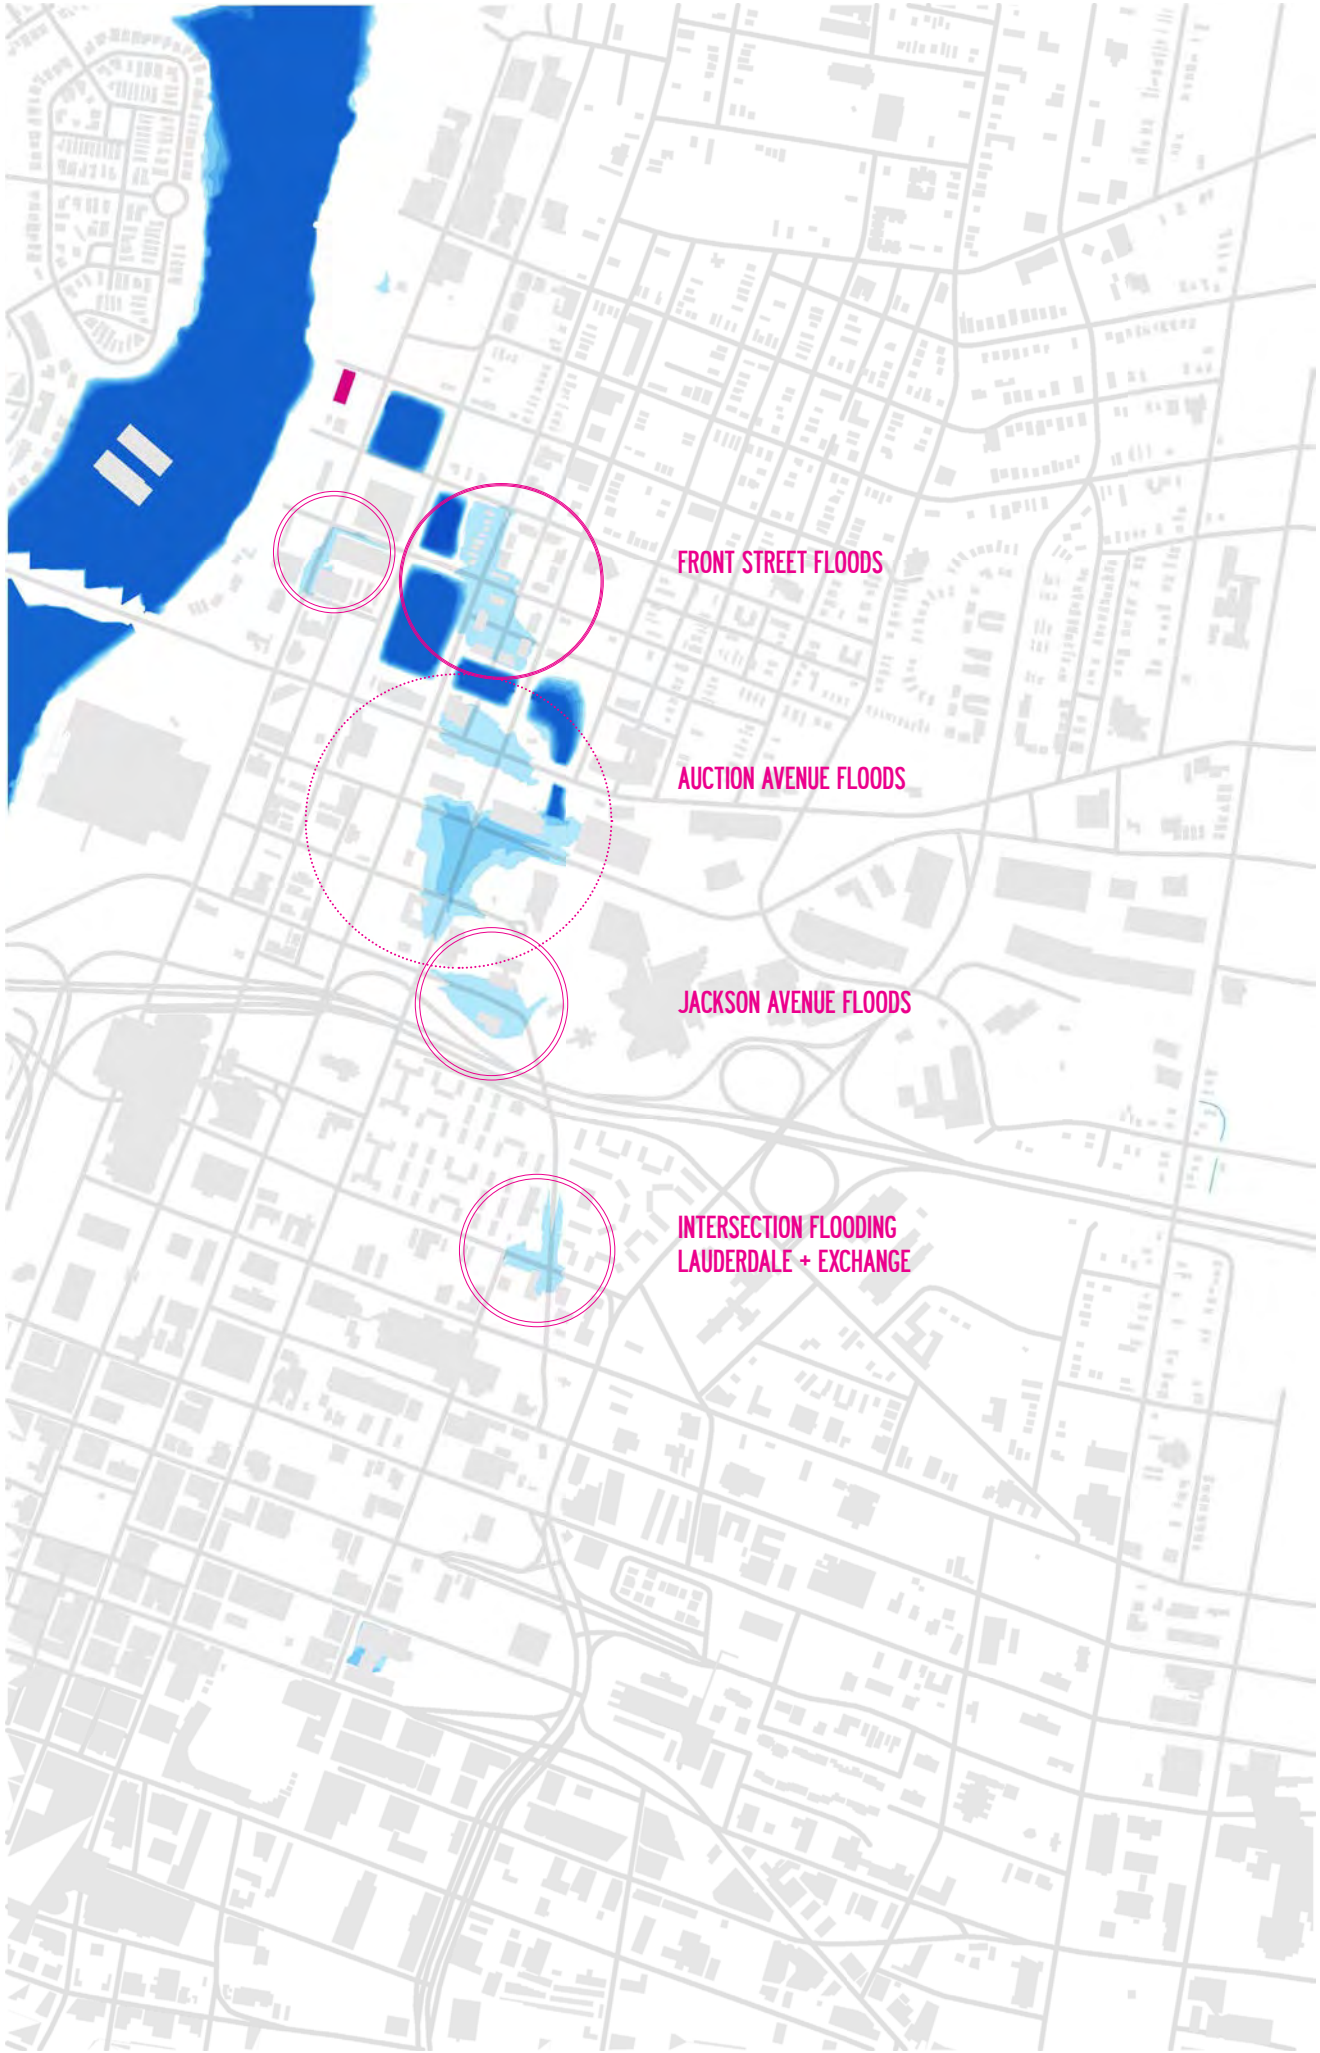 FRONT STREET FLOODS
AUCTION AVENUE FLOODS
JACKSON AVENUE FLOODS
INTERSECTION FLOODING
LAUDERDALE + EXCHANGE